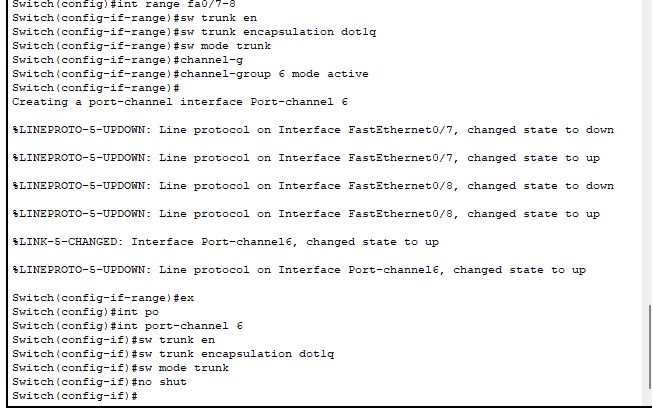 Switch(config)#int range fa0/7-8
Switch(config-if-range)#sw trunk en
Switch(config-if-range)#sw trunk encapsulation dot1q
Switch(config-if-range)#sw mode trunk
Switch(config-if-range)#channel-g
Switch(config-if-range)#channel-group 6 mode active
Switch(config-if-range)#
Creating a port-channel interface Port-channel 6
%LINEPROTO-5-UPDOWN: Line protocol on Interface FastEthernet0/7, changed state to down
%LINEPROTO-5-UPDOWN: Line protocol on Interface FastEthernet0/7, changed state to up
%LINEPROTO-5-UPDOWN: Line protocol on Interface FastEthernet0/8, changed state to down
%LINEPROTO-5-UPDOWN: Line protocol on Interface FastEthernet0/8, changed state to up
%LINK-5-CHANGED: Interface Port-channel6, changed state to up
%LINEPROTO-5-UPDOWN: Line protocol on Interface Port-channel6, changed state to up
Switch(config-if-range)#ex
Switch(config)#int po
Switch(config)#int port-channel 6
Switch(config-if)#sw trunk en
Switch(config-if)#sw trunk encapsulation dot1q
Switch(config-if)#sw mode trunk
Switch(config-if)#no shut
Switch(config-if)#